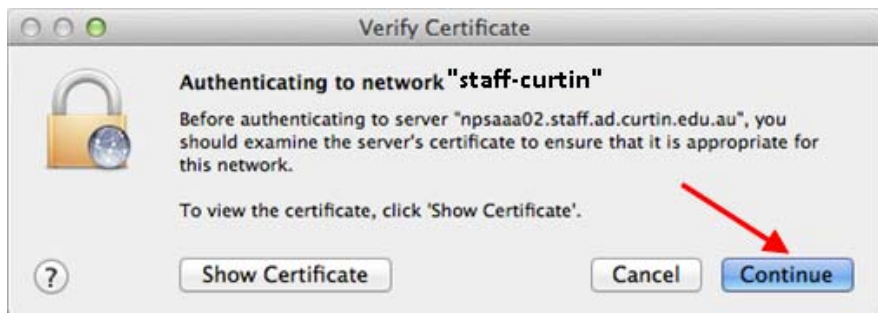 Verify Certificate
Authenticating to network "staff-curtin"
Before authenticating to server "npsaaa02.staff.ad.curtin.edu.au", you
should examine the server's certificate to ensure that it is appropriate for
this network.
To view the certificate, click 'Show Certificate'.
?
Show Certificate
Cancel
Continue